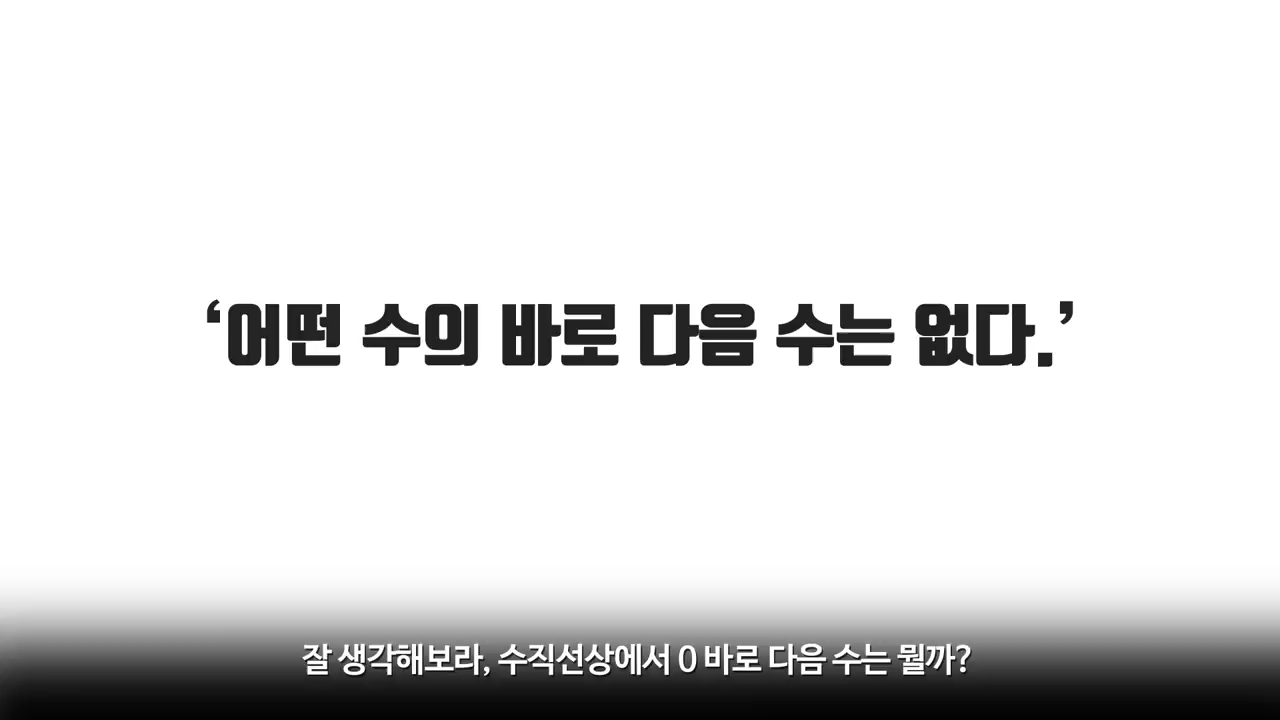 ‘어떤 수의 바로 다음 수는 없다.’
잘 생각해보라, 수직선상에서 0 바로 다음 수는 뭘까?